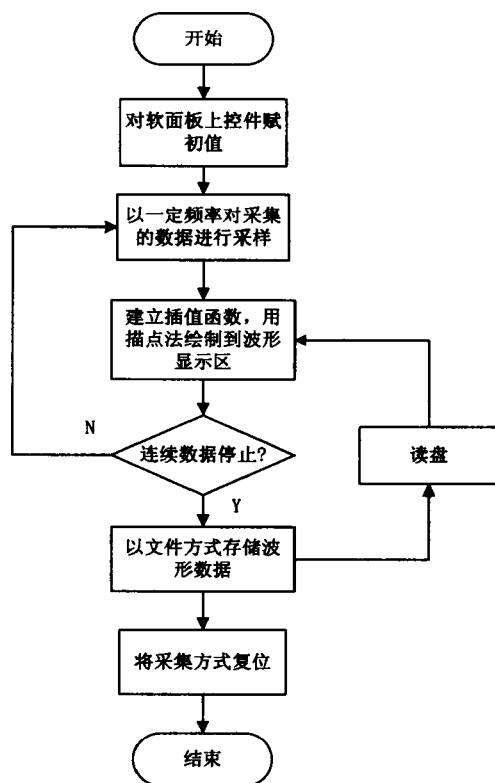 开始
对软面板上控件赋
初值
以一定频率对采集
的数据进行采样
建立插值函数，用
描点法绘制到波形
显示区
N
连续数据停止?
读盘
Y
以文件方式存储波
形数据
将采集方式复位
结束